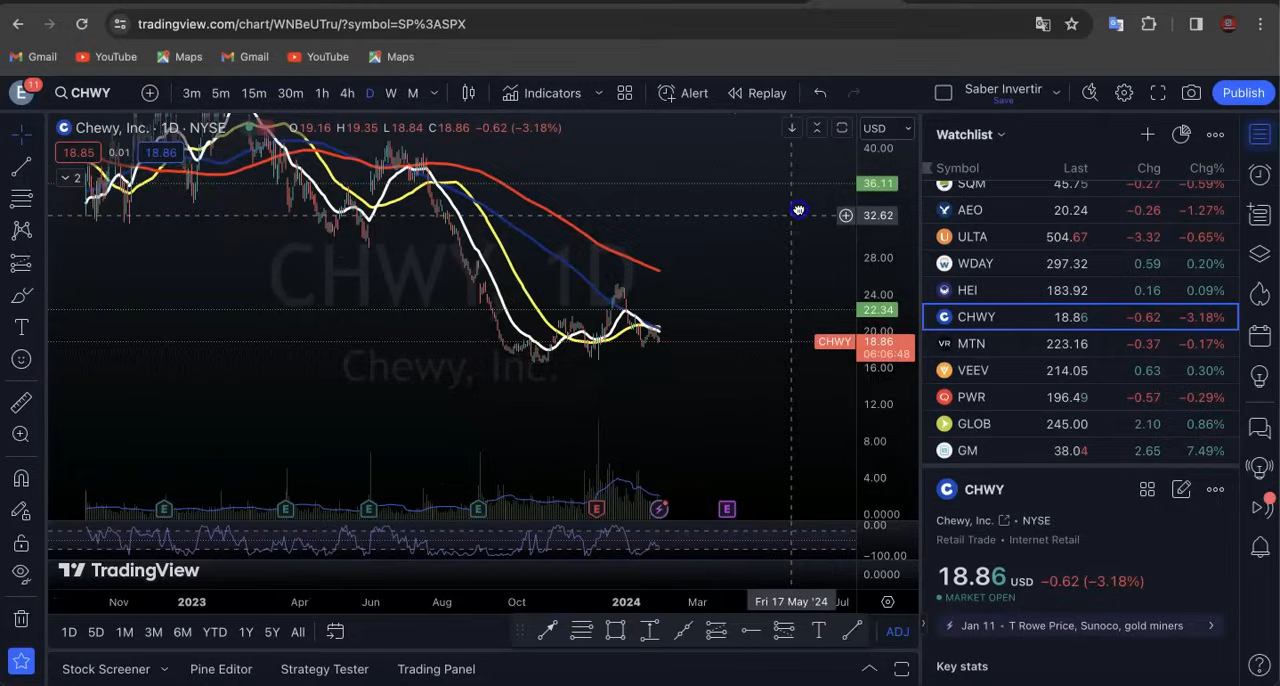 tradingview.com/chart/WNBeUTru/?symbol=SP%3ASPX
Gmail YouTube Maps Gmail YouTube Maps
E 11 CHWY 3m 5m 15m 30m 1h 4h D W M Indicators Alert Replay Saber Invertir Save Publish
Chewy, Inc. · 1D · NYSE O19.16 H19.35 L18.84 C18.86 −0.62 (−3.18%) USD
18.85 0.01 18.86
2
40.00
36.11
32.62
28.00
24.00
22.34
20.00
CHWY 18.86
06:06:48
16.00
12.00
8.00
4.00
0.0000
0.00
−100.00
0.0000
CHWY 1D
Chewy, Inc.
E E E E E E
TradingView
Nov 2023 Apr Jun Aug Oct 2024 Mar Fri 17 May '24 Jul
1D 5D 1M 3M 6M YTD 1Y 5Y All ADJ
Stock Screener Pine Editor Strategy Tester Trading Panel
Watchlist
Symbol Last Chg Chg%
SQM 45.75 −0.27 −0.59%
AEO 20.24 −0.26 −1.27%
ULTA 504.67 −3.32 −0.65%
WDAY 297.32 0.59 0.20%
HEI 183.92 0.16 0.09%
CHWY 18.86 −0.62 −3.18%
MTN 223.16 −0.37 −0.17%
VEEV 214.05 0.63 0.30%
PWR 196.49 −0.57 −0.29%
GLOB 245.00 2.10 0.86%
GM 38.04 2.65 7.49%
CHWY
Chewy, Inc. · NYSE
Retail Trade · Internet Retail
18.86 USD −0.62 (−3.18%)
MARKET OPEN
Jan 11 · T Rowe Price, Sunoco, gold miners
Key stats